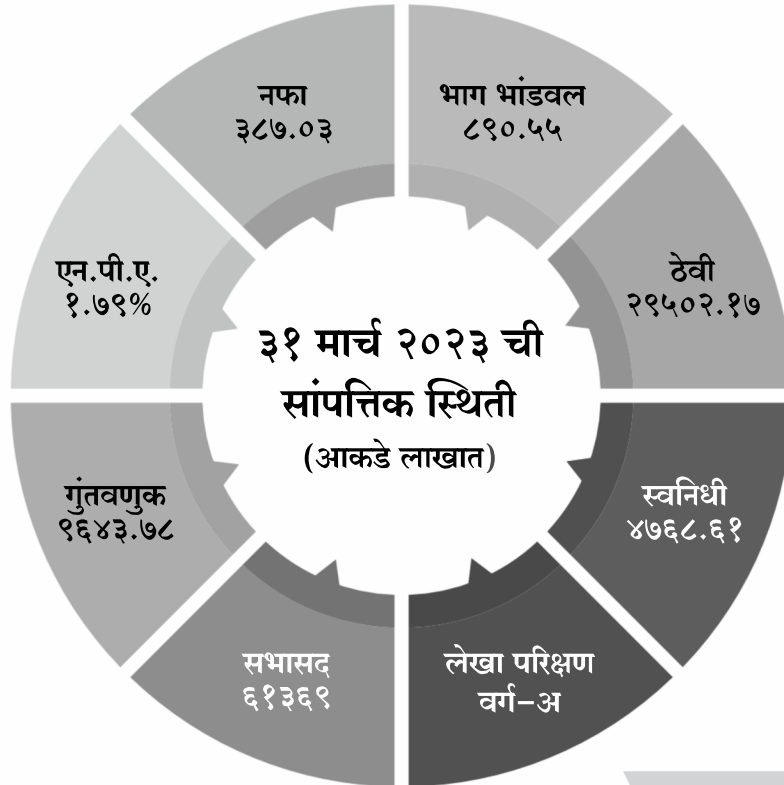 नफा
३८७.०३
भाग भांडवल
८९०.५५
एन.पी.ए.
१.७९%
ठेवी
२९५०२.१७
३१ मार्च २०२३ ची
सांपत्तिक स्थिती
(आकडे लाखात)
गुंतवणुक
९६४३.७८
स्वनिधी
४७६८.६१
सभासद
६१३६९
लेखा परिक्षण
वर्ग-अ